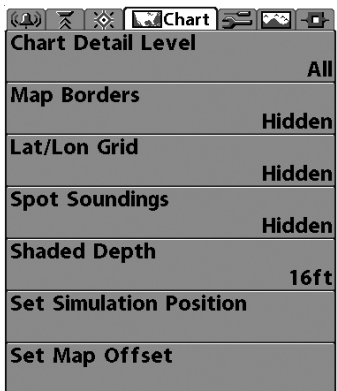 Chart
Chart Detail Level
All
Map Borders
Hidden
Lat/Lon Grid
Hidden
Spot Soundings
Hidden
Shaded Depth
16ft
Set Simulation Position
Set Map Offset